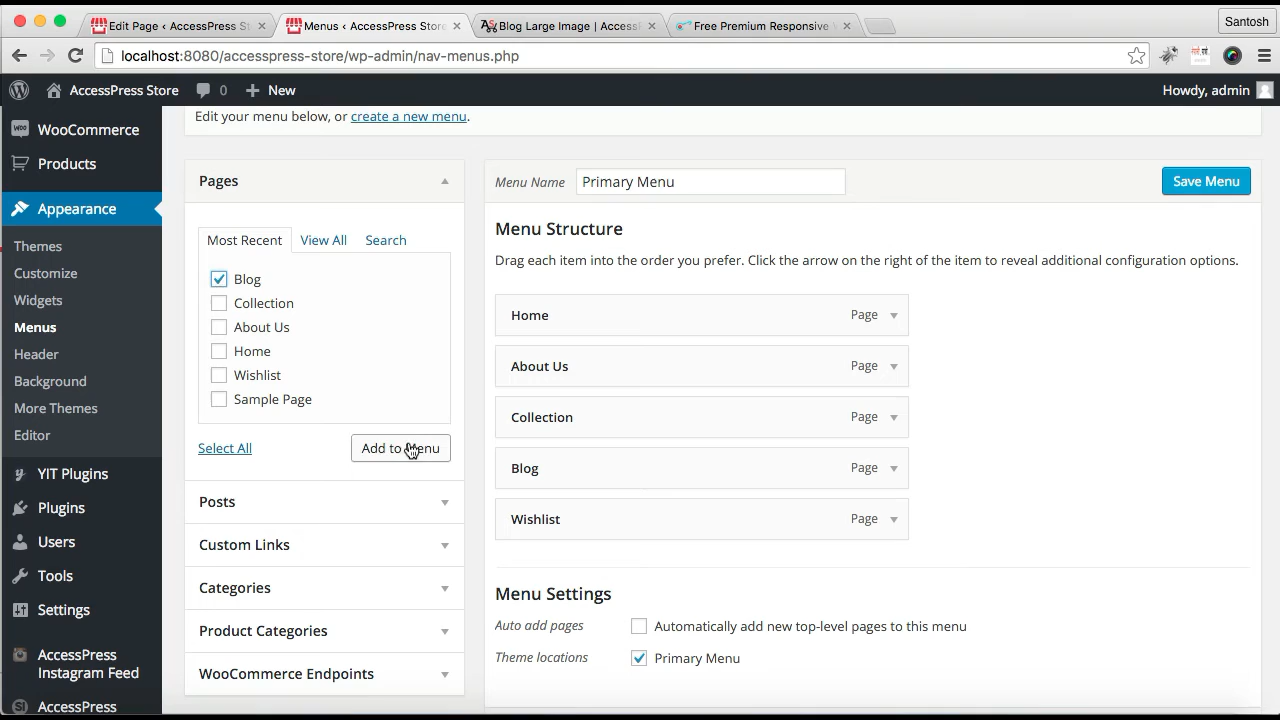 Edit Page ‹ AccessPress St
Menus ‹ AccessPress Store
Blog Large Image | AccessP
Free Premium Responsive
Santosh
localhost:8080/accesspress-store/wp-admin/nav-menus.php
AccessPress Store
0
New
Howdy, admin
WooCommerce
Products
Appearance
Themes
Customize
Widgets
Menus
Header
Background
More Themes
Editor
YIT Plugins
Plugins
Users
Tools
Settings
AccessPress
Instagram Feed
AccessPress
Edit your menu below, or create a new menu.
Pages
Most Recent View All Search
Blog
Collection
About Us
Home
Wishlist
Sample Page
Select All
Add to Menu
Posts
Custom Links
Categories
Product Categories
WooCommerce Endpoints
Menu Name
Primary Menu
Save Menu
Menu Structure
Drag each item into the order you prefer. Click the arrow on the right of the item to reveal additional configuration options.
Home Page
About Us Page
Collection Page
Blog Page
Wishlist Page
Menu Settings
Auto add pages
Automatically add new top-level pages to this menu
Theme locations
Primary Menu